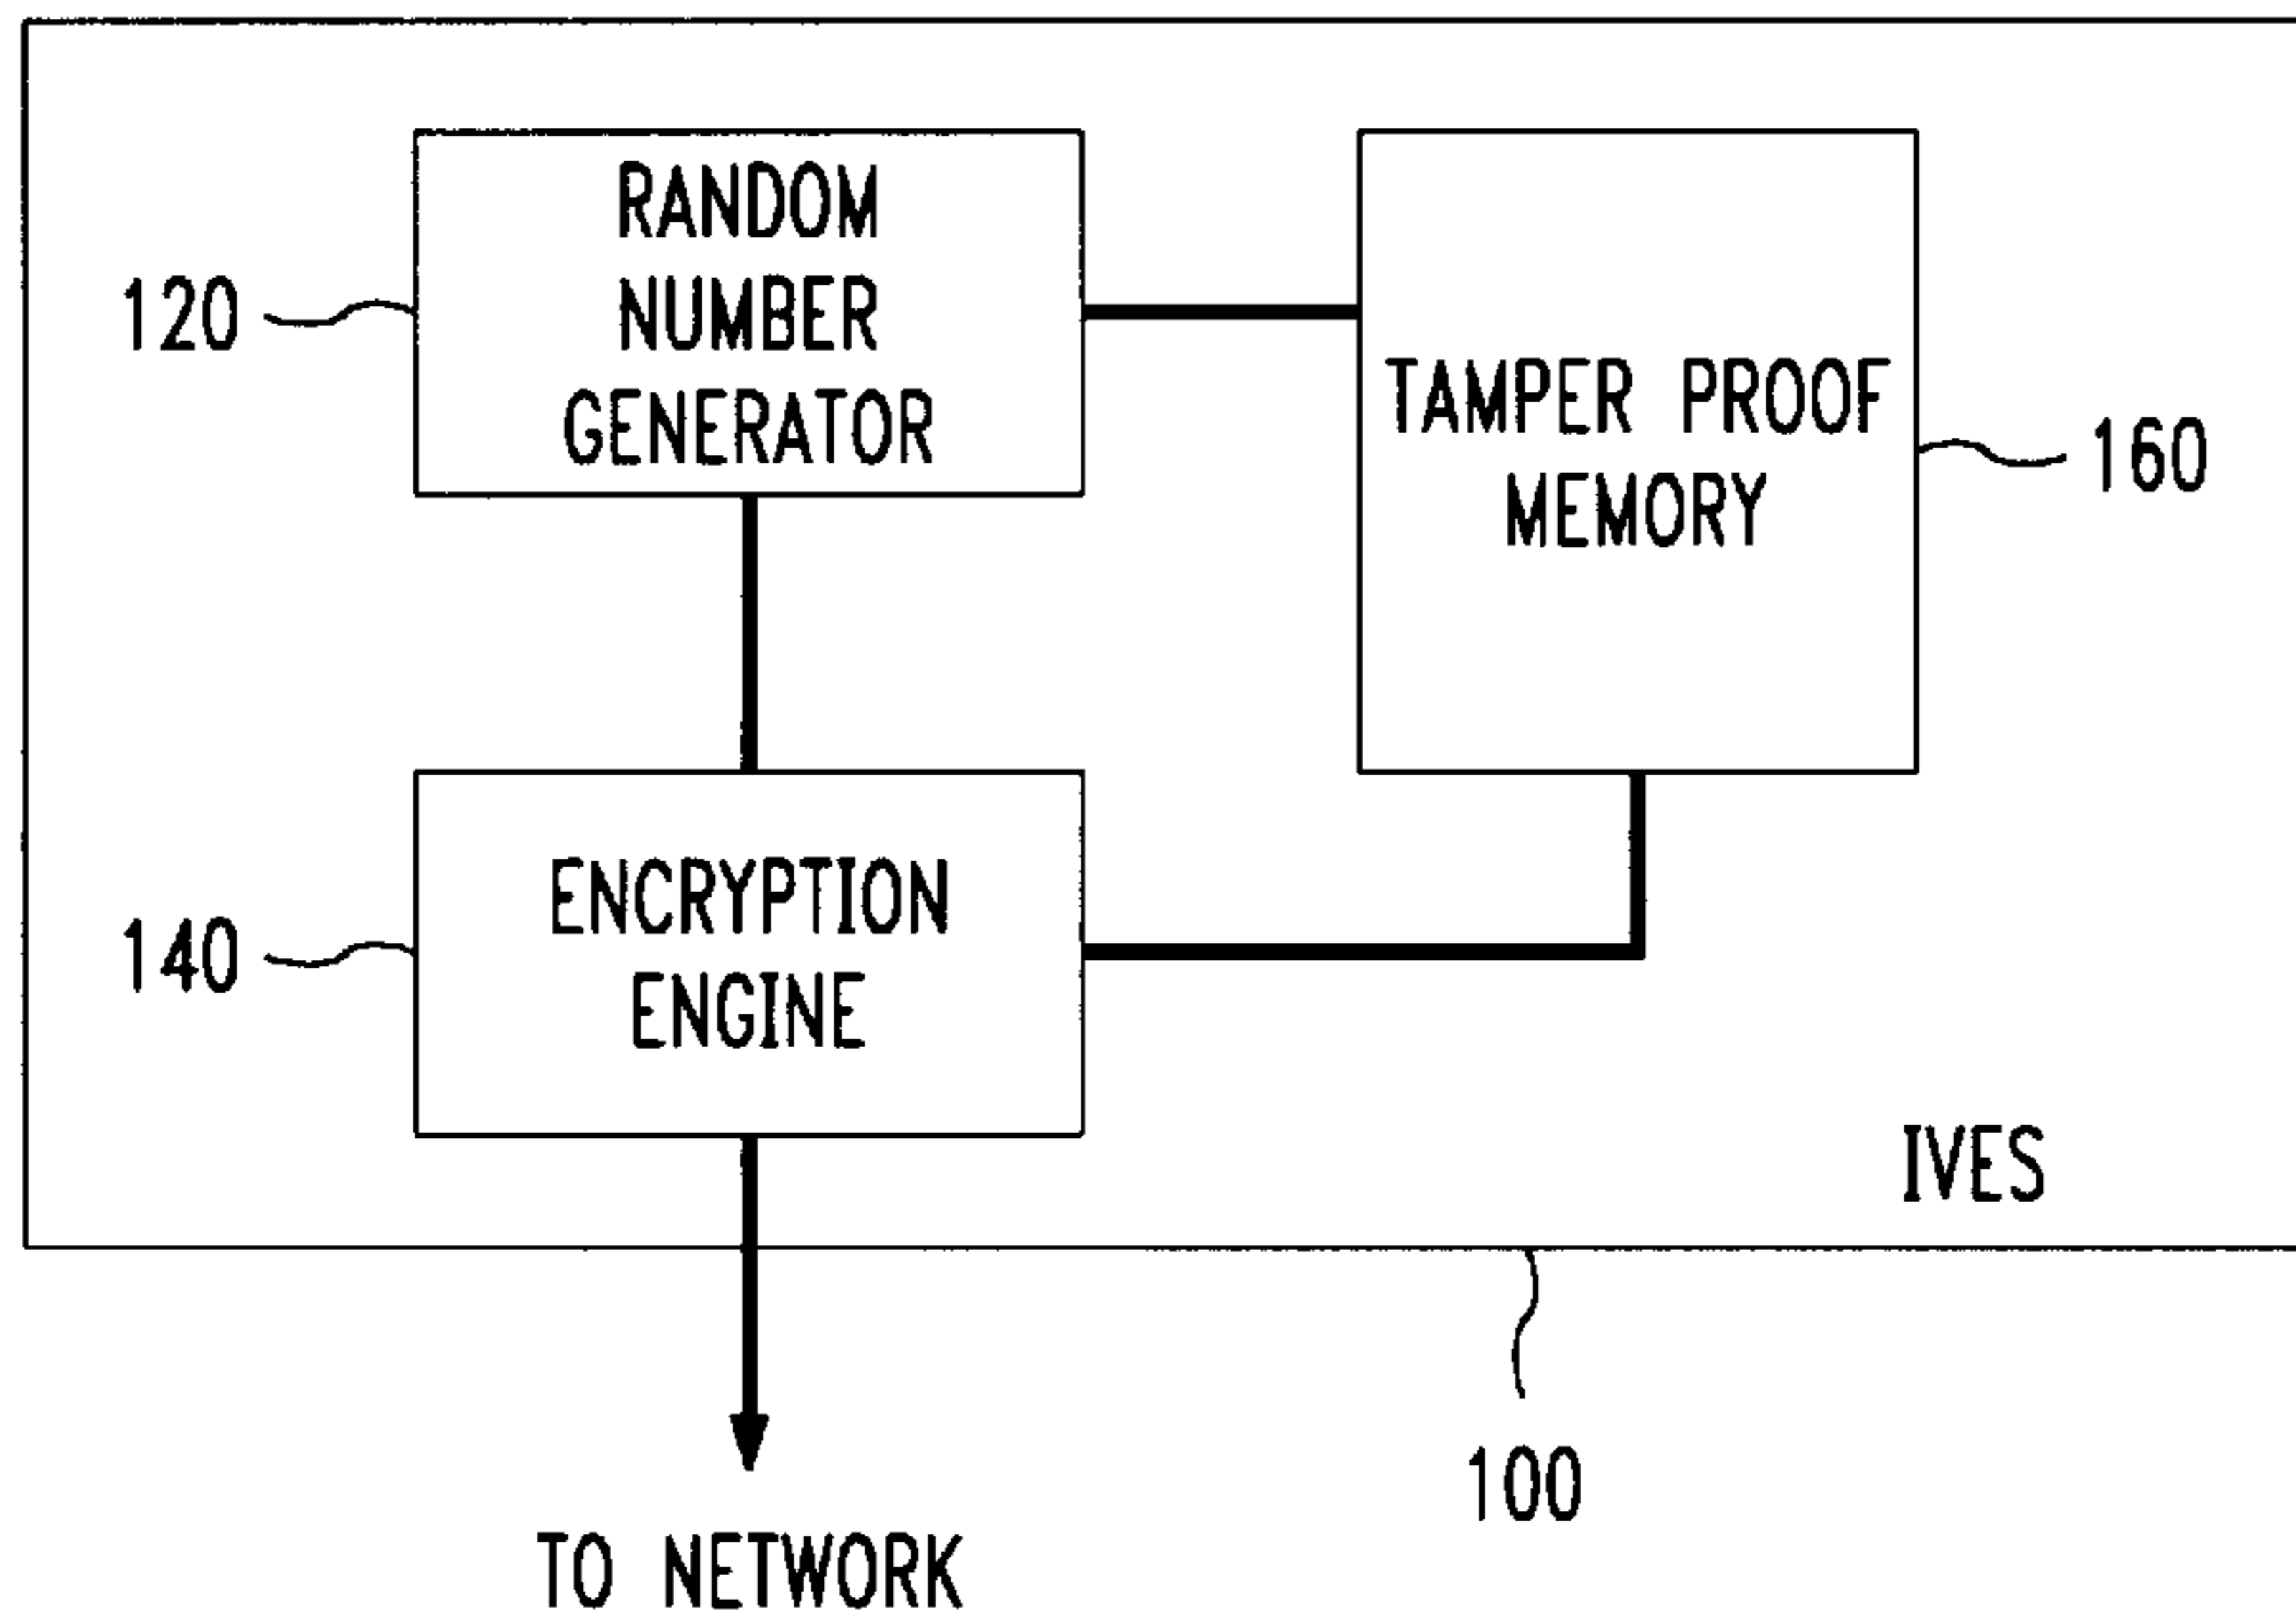 RANDOM
NUMBER
GENERATOR
120
TAMPER PROOF
MEMORY
160
ENCRYPTION
ENGINE
140
IVES
100
TO NETWORK